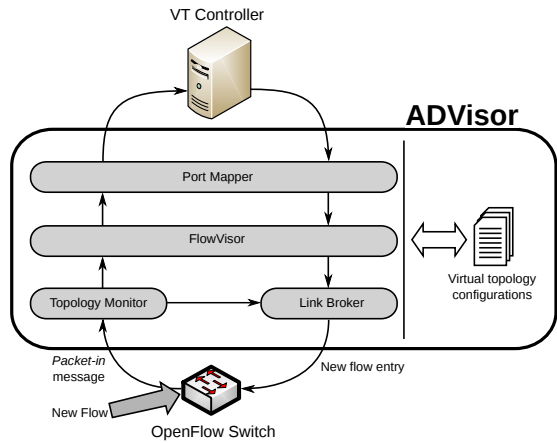 VT Controller
ADVisor
Port Mapper
FlowVisor
Virtual topology
configurations
Topology Monitor
Link Broker
Packet-in
message
New flow entry
New Flow
OpenFlow Switch